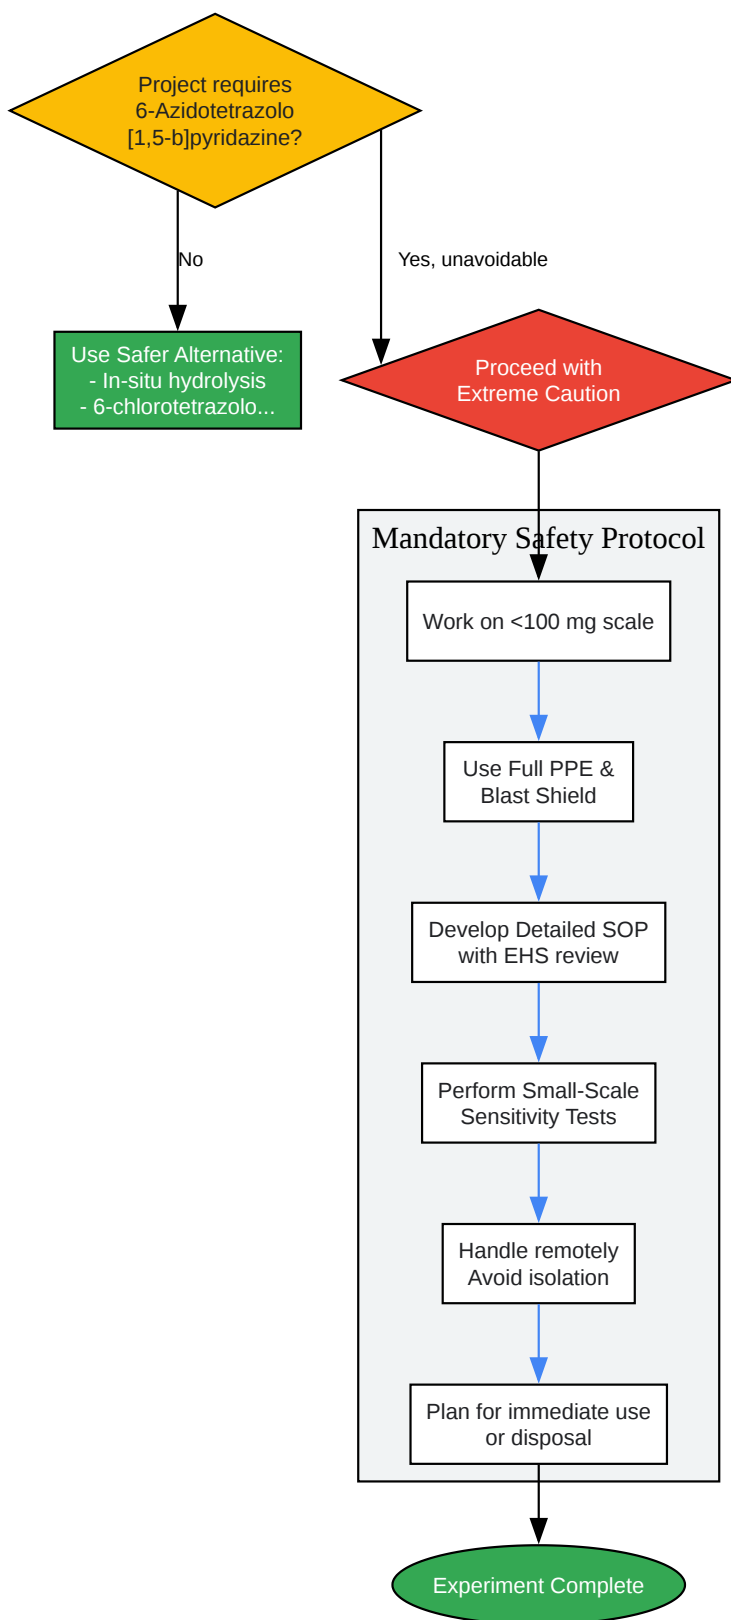 Project requires
6-Azidotetrazolo
[1,5-b]pyridazine?
No
Yes, unavoidable
Use Safer Alternative:
- In-situ hydrolysis
- 6-chlorotetrazolo...
Proceed with
Extreme Caution
Mandatory Safety Protocol
Work on <100 mg scale
Use Full PPE &
Blast Shield
Develop Detailed SOP
with EHS review
Perform Small-Scale
Sensitivity Tests
Handle remotely
Avoid isolation
Plan for immediate use
or disposal
Experiment Complete